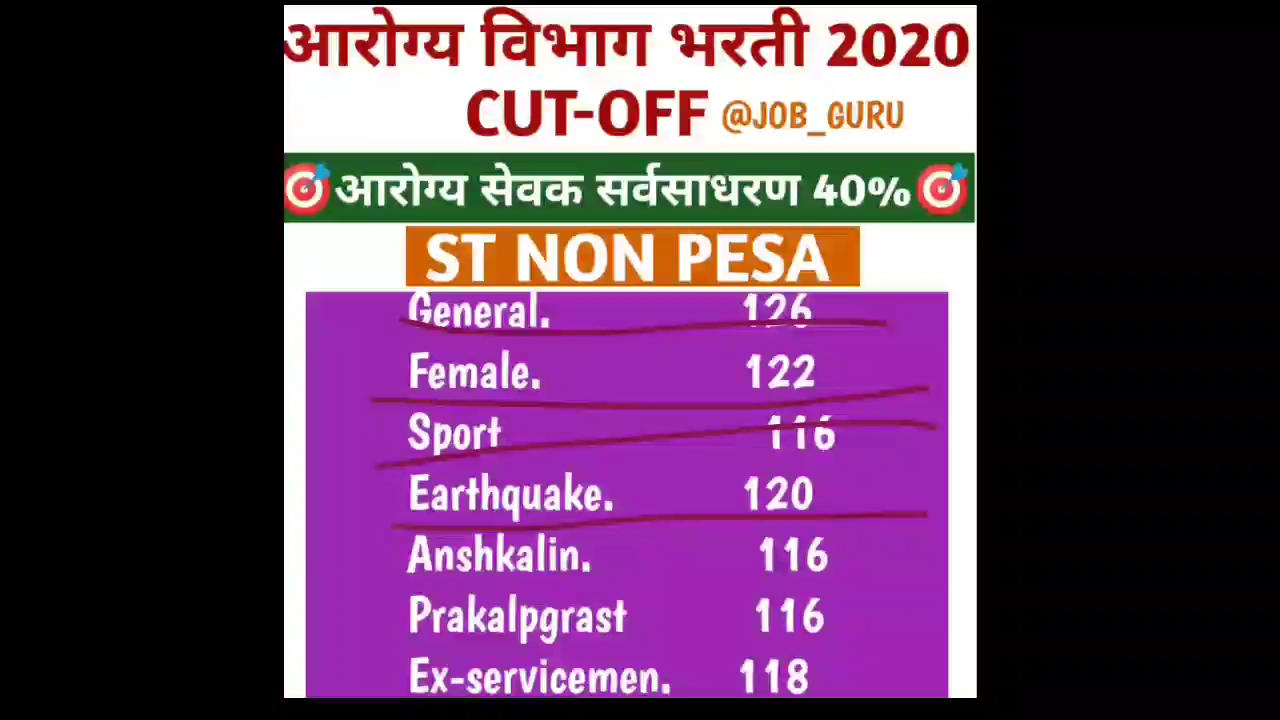 आरोग्य विभाग भरती 2020
CUT-OFF @JOB_GURU
आरोग्य सेवक सर्वसाधरण 40%
ST NON PESA
General. 126
Female. 122
Sport 116
Earthquake. 120
Anshkalin. 116
Prakalpgrast 116
Ex-servicemen. 118